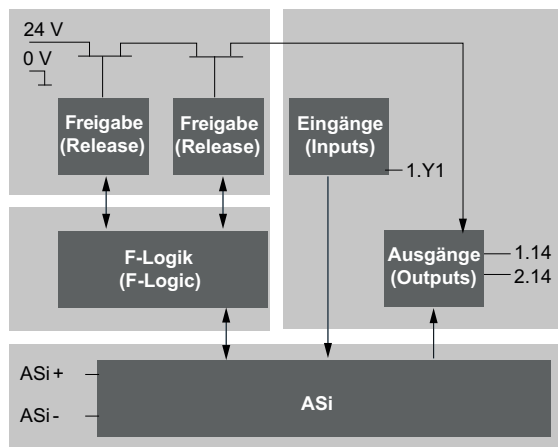 24 V
0 V
Freigabe
(Release)
Freigabe
(Release)
Eingänge
(Inputs)
1.Y1
F-Logik
(F-Logic)
Ausgänge
(Outputs)
1.14
2.14
ASi+
ASi-
ASi